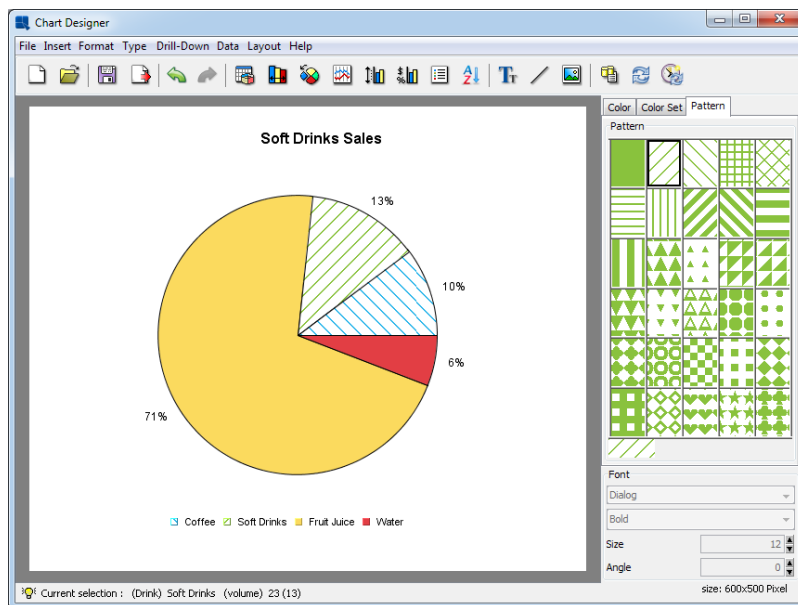 Chart Designer
File Insert Format Type Drill-Down Data Layout Help
Color Color Set Pattern
Pattern
Soft Drinks Sales
13%
10%
6%
71%
Coffee Soft Drinks Fruit Juice Water
Font
Dialog
Bold
Size 12
Angle 0
Current selection : (Drink) Soft Drinks (volume) 23 (13)
size: 600x500 Pixel